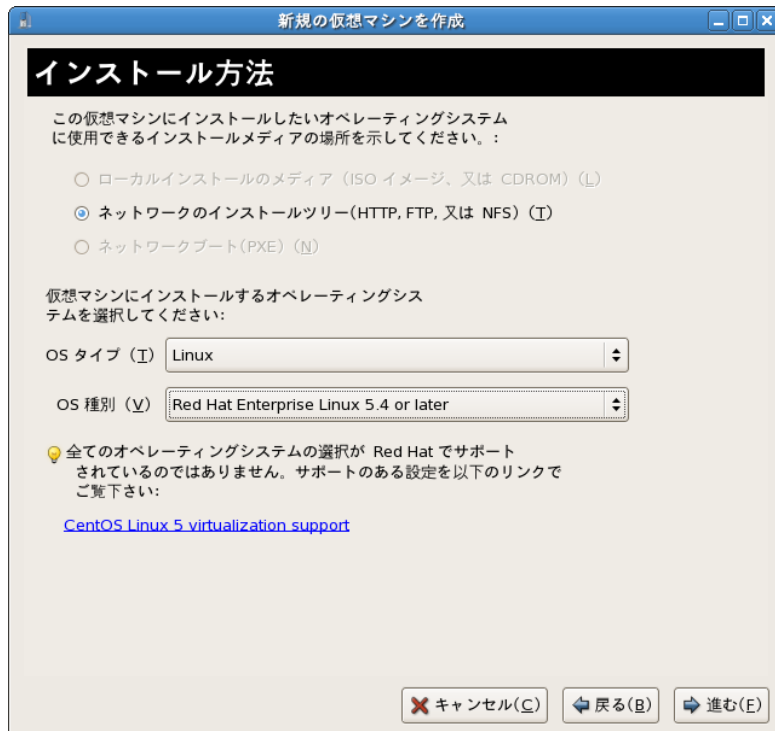 新規の仮想マシンを作成
インストール方法
この仮想マシンにインストールしたいオペレーティングシステム
に使用できるインストールメディアの場所を示してください。:
ローカルインストールのメディア (ISO イメージ、又は CDROM) (L)
ネットワークのインストールツリー(HTTP, FTP, 又は NFS) (T)
ネットワークブート(PXE) (N)
仮想マシンにインストールするオペレーティングシス
テムを選択してください:
OS タイプ (T) Linux
OS 種別 (V) Red Hat Enterprise Linux 5.4 or later
全てのオペレーティングシステムの選択が Red Hat でサポート
されているのではありません。サポートのある設定を以下のリンクで
ご覧下さい:
CentOS Linux 5 virtualization support
キャンセル(C) 戻る(B) 進む(F)